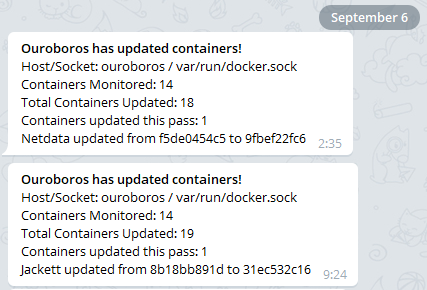 September 6
Ouroboros has updated containers!
Host/Socket: ouroboros / var/run/docker.sock
Containers Monitored: 14
Total Containers Updated: 18
Containers updated this pass: 1
Netdata updated from f5de0454c5 to 9fbef22fc6
2:35
Ouroboros has updated containers!
Host/Socket: ouroboros / var/run/docker.sock
Containers Monitored: 14
Total Containers Updated: 19
Containers updated this pass: 1
Jackett updated from 8b18bb891d to 31ec532c16
9:24